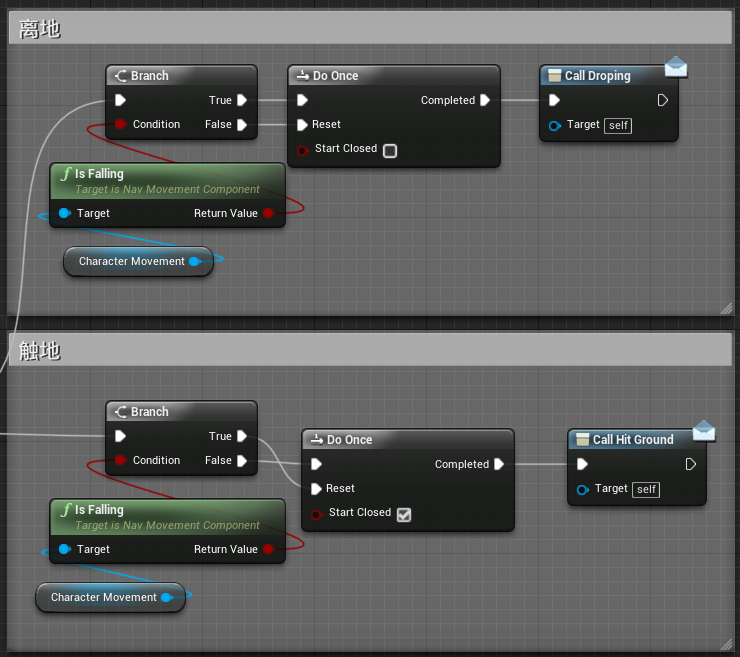 离地
Branch
True
Condition
False
Do Once
Completed
Reset
Start Closed
Call Droping
Target self
f Is Falling
Target is Nav Movement Component
Target
Return Value
Character Movement
触地
Branch
True
Condition
False
Do Once
Completed
Reset
Start Closed
Call Hit Ground
Target self
f Is Falling
Target is Nav Movement Component
Target
Return Value
Character Movement